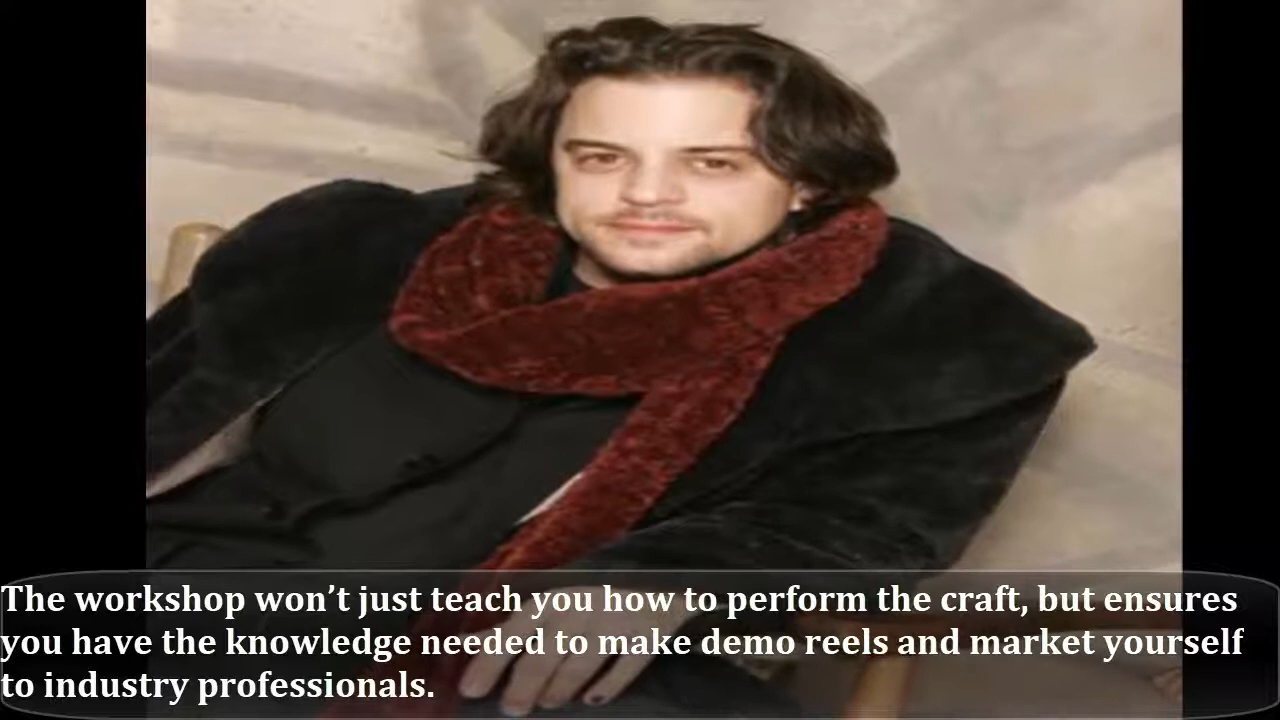 The workshop won’t just teach you how to perform the craft, but ensures
you have the knowledge needed to make demo reels and market yourself
to industry professionals.